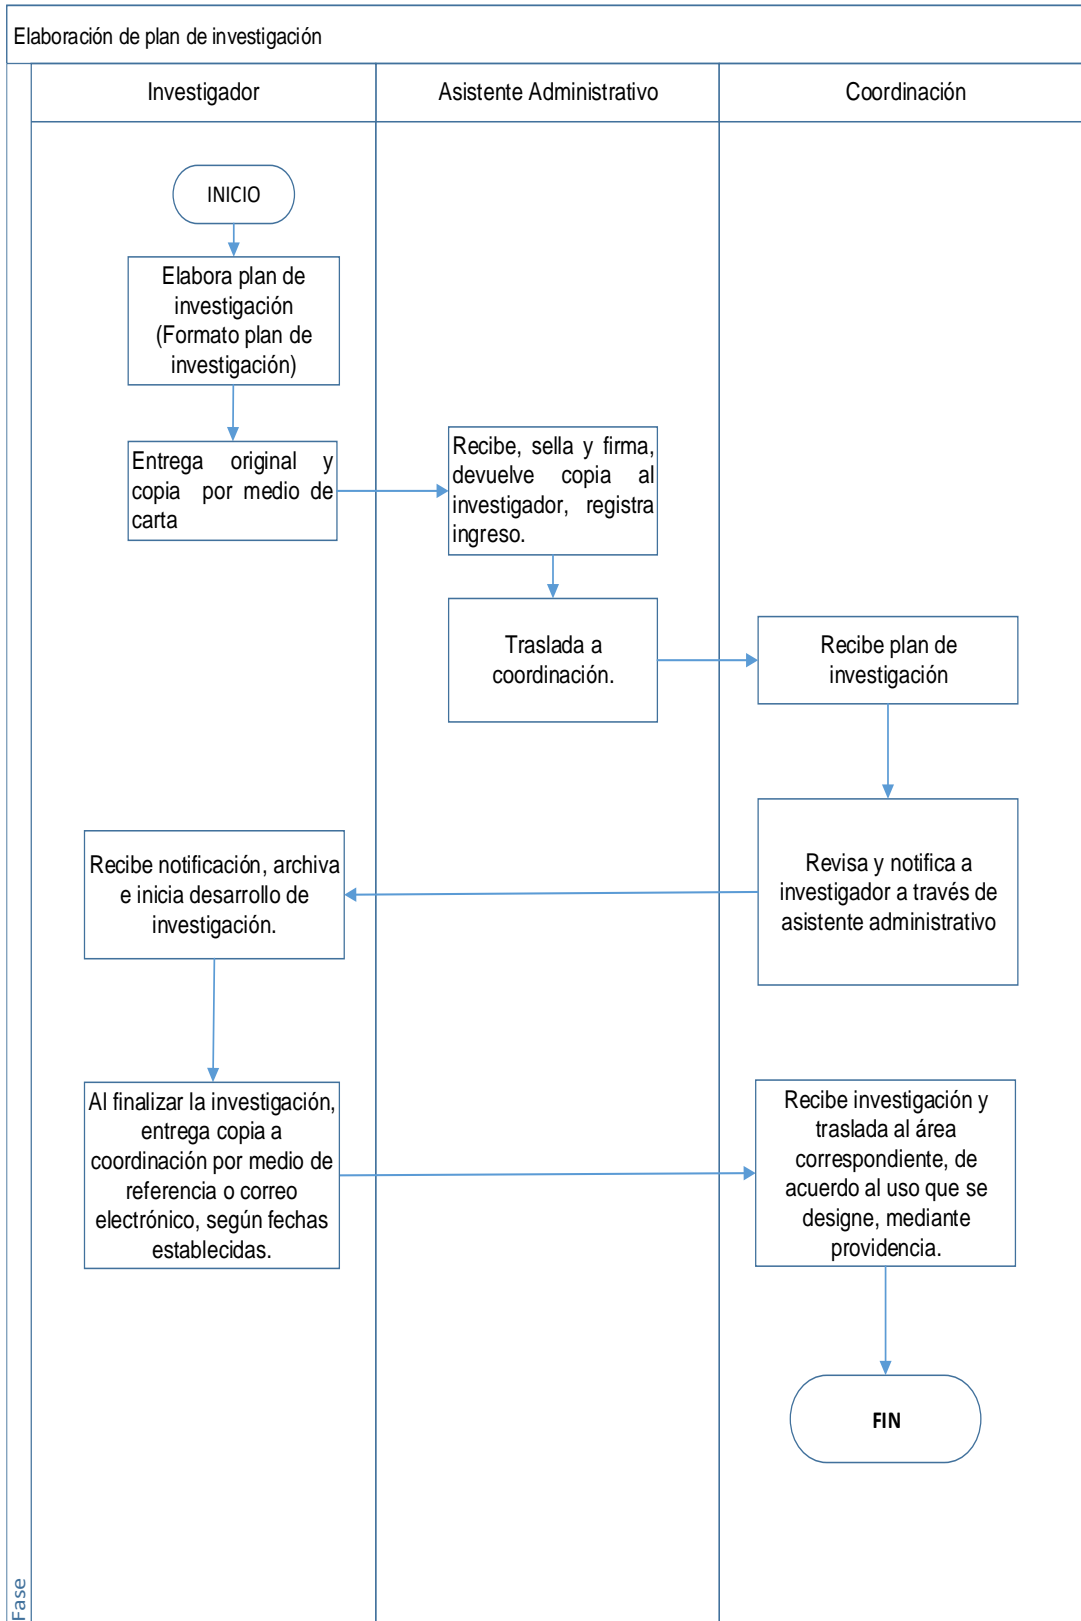 Elaboración de plan de investigación
Investigador
Asistente Administrativo
Coordinación
INICIO
Elabora plan de
investigación
(Formato plan de
investigación)
Entrega original y
copia por medio de
carta
Recibe, sella y firma,
devuelve copia al
investigador, registra
ingreso.
Traslada a
coordinación.
Recibe plan de
investigación
Revisa y notifica a
investigador a través de
asistente administrativo
Recibe notificación, archiva
e inicia desarrollo de
investigación.
Al finalizar la investigación,
entrega copia a
coordinación por medio de
referencia o correo
electrónico, según fechas
establecidas.
Recibe investigación y
traslada al área
correspondiente, de
acuerdo al uso que se
designe, mediante
providencia.
FIN
Fase